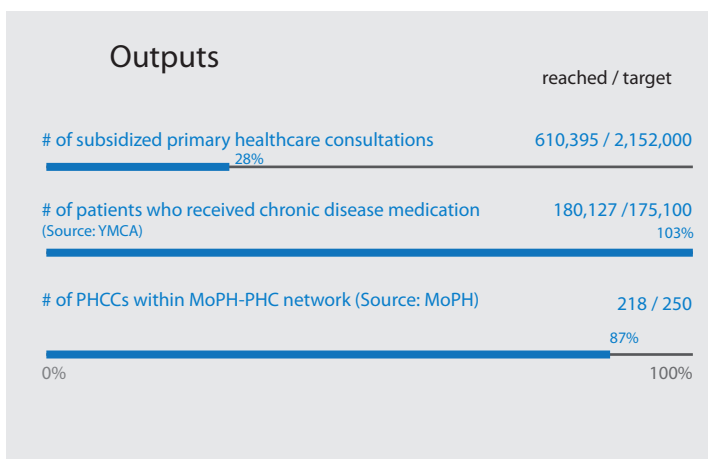 Outputs
reached / target
# of subsidized primary healthcare consultations 610,395 / 2,152,000
28%
# of patients who received chronic disease medication 180,127 /175,100
(Source: YMCA) 103%
# of PHCCs within MoPH-PHC network (Source: MoPH) 218 / 250
87%
0% 100%